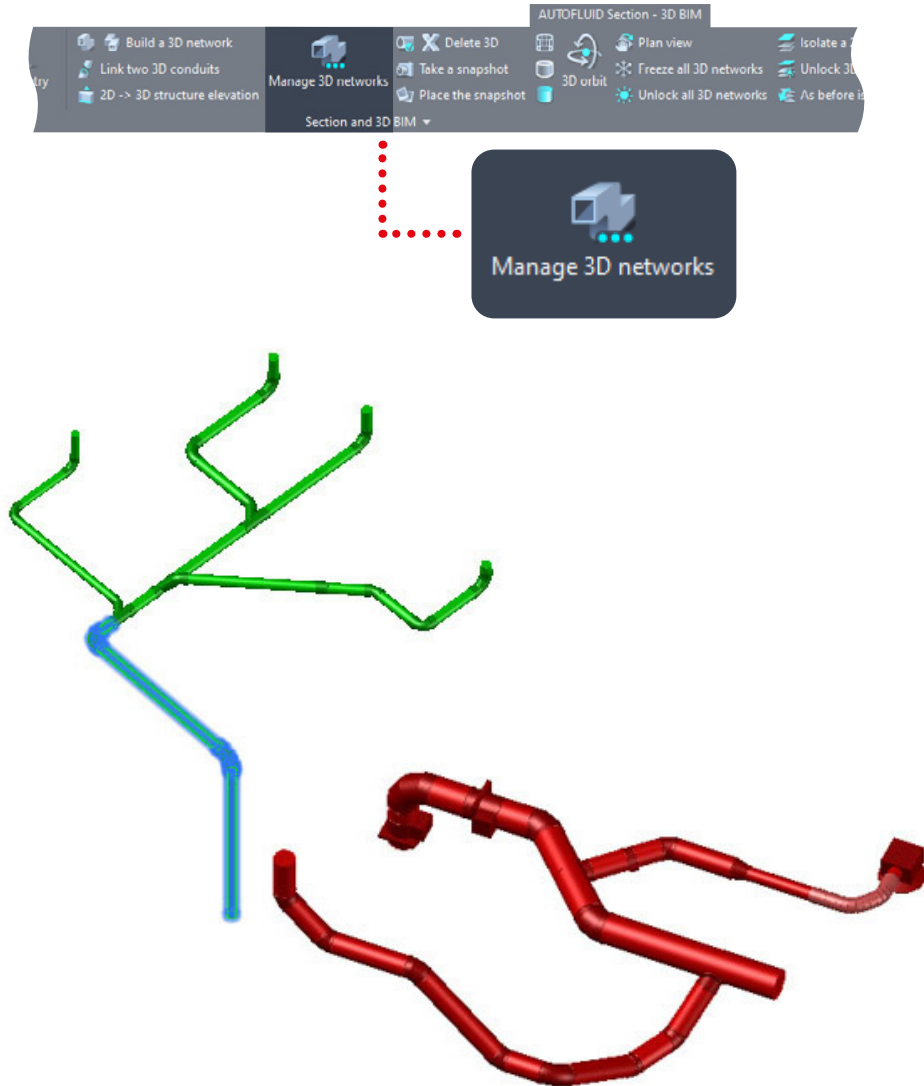 AUTOFLUID Section - 3D BIM
Build a 3D network
Link two 3D conduits
2D -> 3D structure elevation
Manage 3D networks
Delete 3D
Take a snapshot
Place the snapshot
3D orbit
Plan view
Freeze all 3D networks
Unlock all 3D networks
Isolate a
Unlock 3D
As before is
Section and 3D BIM
Manage 3D networks